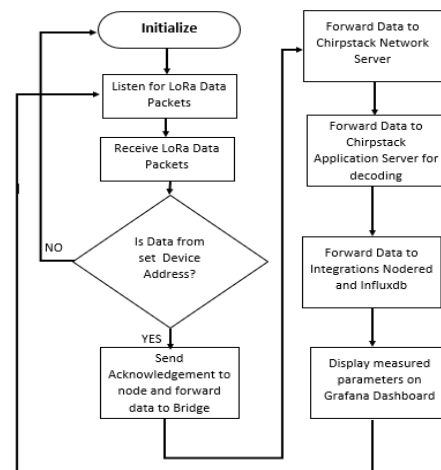 Initialize
Listen for LoRa Data
Packets
Receive LoRa Data
Packets
Is Data from
set Device
Address?
NO
YES
Send
Acknowledgement to
node and forward
data to Bridge
Forward Data to
Chirpstack Network
Server
Forward Data to
Chirpstack
Application Server for
decoding
Forward Data to
Integrations Nodered
and Influxdb
Display measured
parameters on
Grafana Dashboard